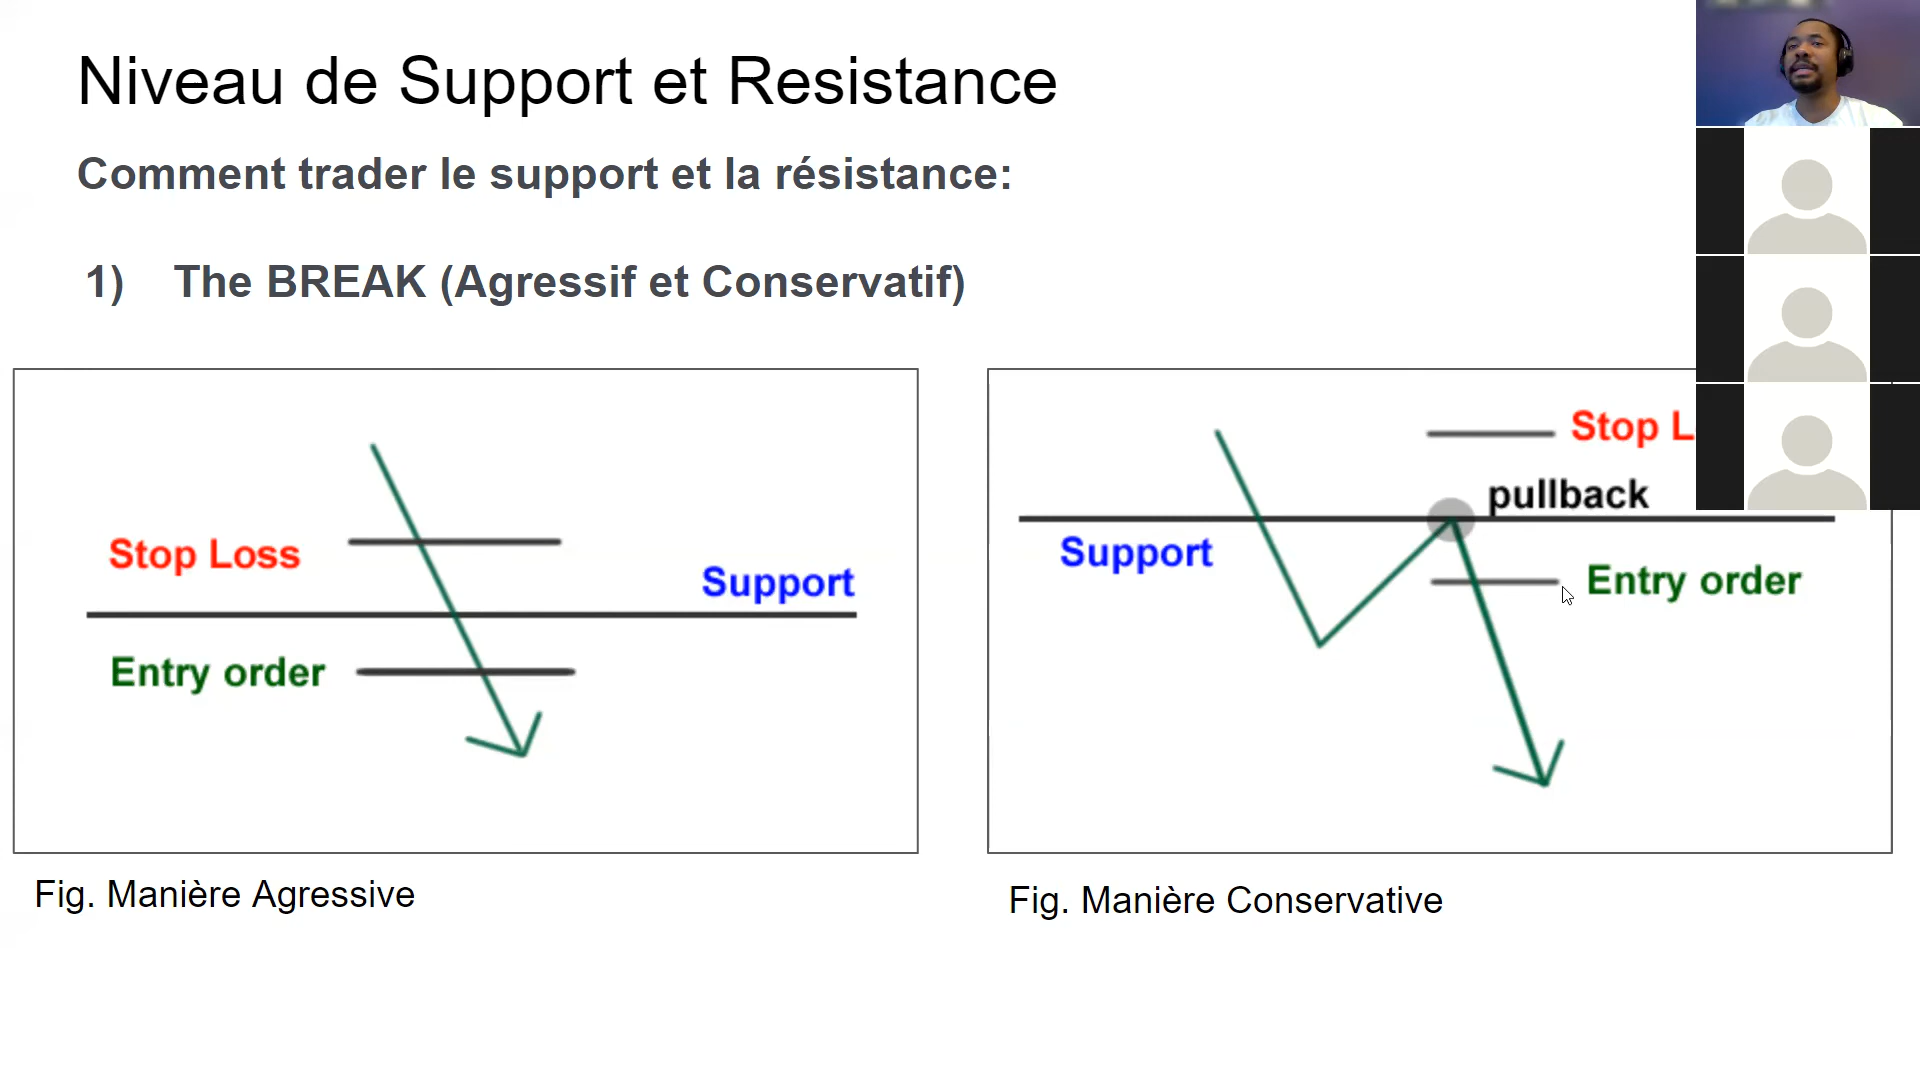 Niveau de Support et Resistance
Comment trader le support et la résistance:
1) The BREAK (Agressif et Conservatif)
Stop Loss
Support
Entry order
Stop L
pullback
Support
Entry order
Fig. Manière Agressive
Fig. Manière Conservative